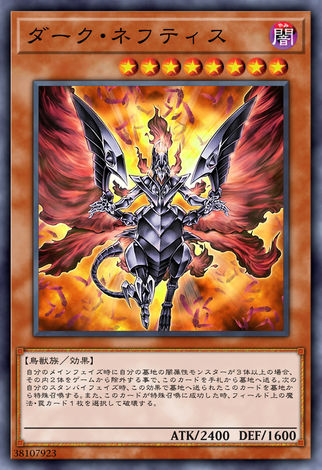 ダーク・ネフティス
やみ
闇
【鳥獣族／効果】
自分のメインフェイズ時に自分の墓地の闇属性モンスターが３体以上の場合、
その内２体をゲームから除外する事で、このカードを手札から墓地へ送る。次の
自分のスタンバイフェイズ時、この効果で墓地へ送られたこのカードを墓地か
ら特殊召喚する。また、このカードが特殊召喚に成功した時、フィールド上の魔
法・罠カード１枚を選択して破壊する。
ATK/2400 DEF/1600
38107923